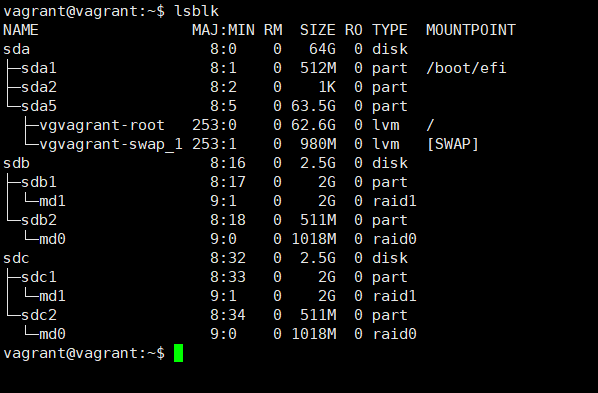 vagrant@vagrant:~$ lsblk
NAME                 MAJ:MIN RM  SIZE RO TYPE  MOUNTPOINT
sda                    8:0    0   64G  0 disk
├─sda1                 8:1    0  512M  0 part  /boot/efi
├─sda2                 8:2    0    1K  0 part
└─sda5                 8:5    0 63.5G  0 part
  ├─vgvagrant-root   253:0    0 62.6G  0 lvm   /
  └─vgvagrant-swap_1 253:1    0  980M  0 lvm   [SWAP]
sdb                    8:16   0  2.5G  0 disk
├─sdb1                 8:17   0    2G  0 part
│ └─md1                9:1    0    2G  0 raid1
└─sdb2                 8:18   0  511M  0 part
  └─md0                9:0    0 1018M  0 raid0
sdc                    8:32   0  2.5G  0 disk
├─sdc1                 8:33   0    2G  0 part
│ └─md1                9:1    0    2G  0 raid1
└─sdc2                 8:34   0  511M  0 part
  └─md0                9:0    0 1018M  0 raid0
vagrant@vagrant:~$